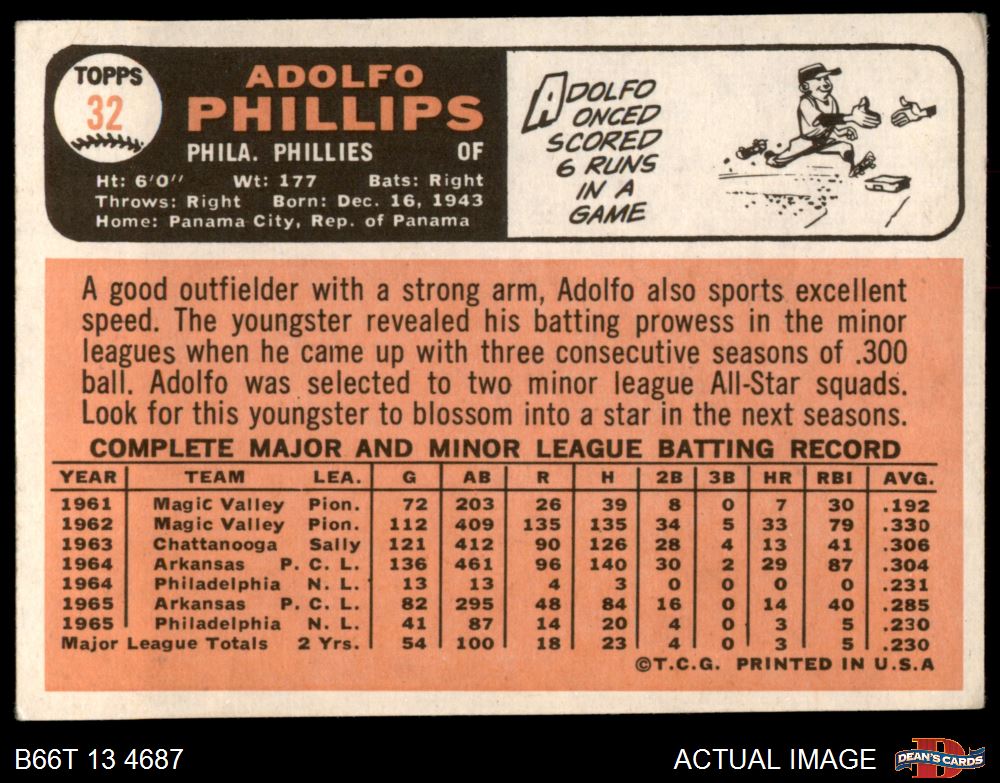 TOPPS
32
ADOLFO
PHILLIPS
PHILA. PHILLIES OF
Ht: 6'0" Wt: 177 Bats: Right
Throws: Right Born: Dec. 16, 1943
Home: Panama City, Rep. of Panama
ADOLFO
ONCED
SCORED
6 RUNS
IN A
GAME
A good outfielder with a strong arm, Adolfo also sports excellent
speed. The youngster revealed his batting prowess in the minor
leagues when he came up with three consecutive seasons of .300
ball. Adolfo was selected to two minor league All-Star squads.
Look for this youngster to blossom into a star in the next seasons.
COMPLETE MAJOR AND MINOR LEAGUE BATTING RECORD
YEAR TEAM LEA. G AB R H 2B 3B HR RBI AVG.
1961 Magic Valley Pion. 72 203 26 39 8 0 7 30 .192
1962 Magic Valley Pion. 112 409 135 135 34 5 33 79 .330
1963 Chattanooga Sally 121 412 90 126 28 4 13 41 .306
1964 Arkansas P. C. L. 136 461 96 140 30 2 29 87 .304
1964 Philadelphia N. L. 13 13 4 3 0 0 0 0 .231
1965 Arkansas P. C. L. 82 295 48 84 16 0 14 40 .285
1965 Philadelphia N. L. 41 87 14 20 4 0 3 5 .230
Major League Totals 2 Yrs. 54 100 18 23 4 0 3 5 .230
©T.C.G. PRINTED IN U.S.A
B66T 13 4687 ACTUAL IMAGE
D
DEAN'S CARDS